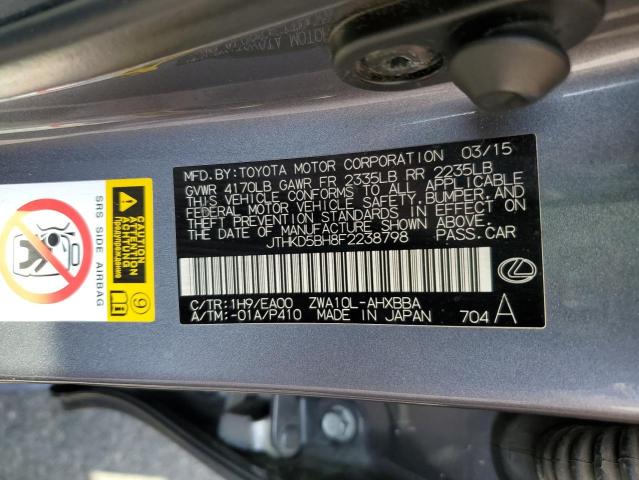 MFD.BY:TOYOTA MOTOR CORPORATION 03/15
GVWR 4170LB GAWR FR 2335LB RR 2235LB
THIS VEHICLE CONFORMS TO ALL APPLICABLE
FEDERAL MOTOR VEHICLE SAFETY,BUMPER,AND
THEFT PREVENTION STANDARDS IN EFFECT ON
THE DATE OF MANUFACTURE SHOWN ABOVE.
JTHKD5BH8F2238798 PASS.CAR
C/TR:1H9/EA00 ZWA10L-AHXBBA
A/TM:-01A/P410 MADE IN JAPAN 704 A
SRS SIDE AIRBAG
Предупреждение
9